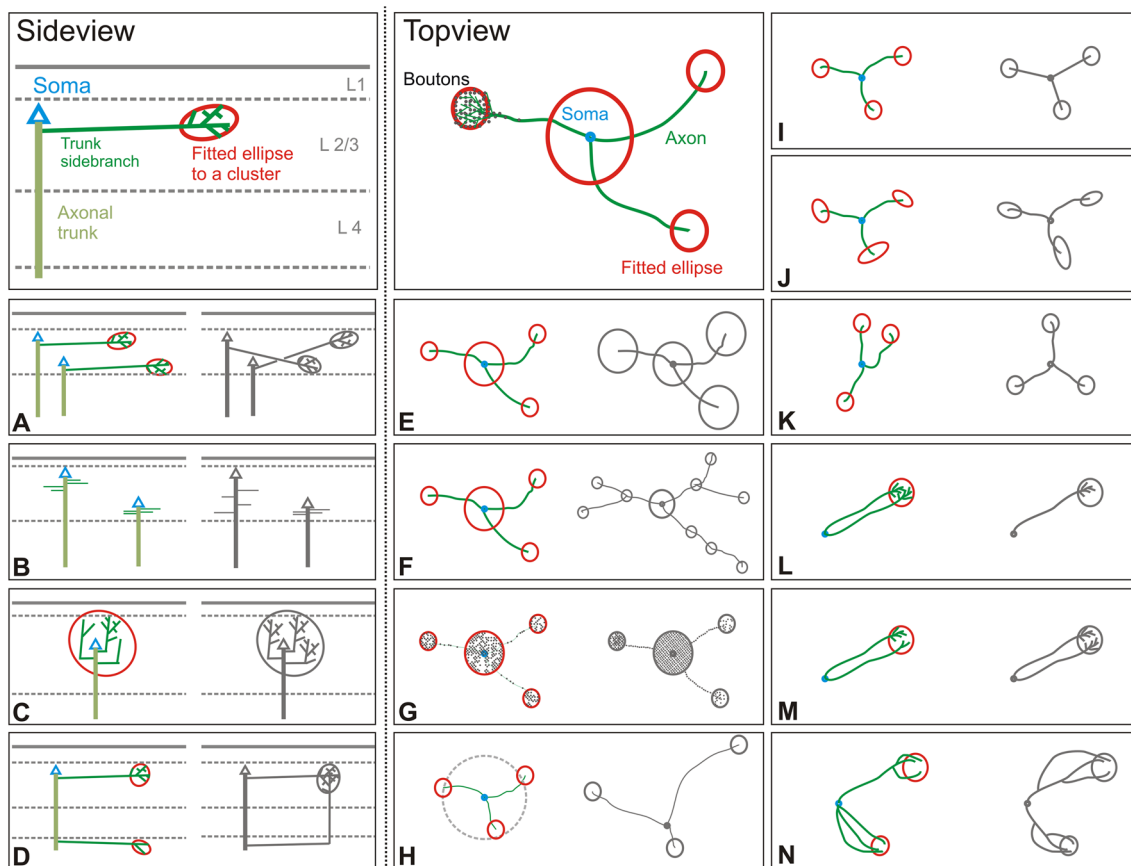 Sideview
Soma
L1
Trunk
sidebranch
Fitted ellipse
to a cluster
L 2/3
Axonal
trunk
L 4
Topview
Boutons
Soma
Axon
Fitted ellipse
A
B
C
D
E
F
G
H
I
J
K
L
M
N